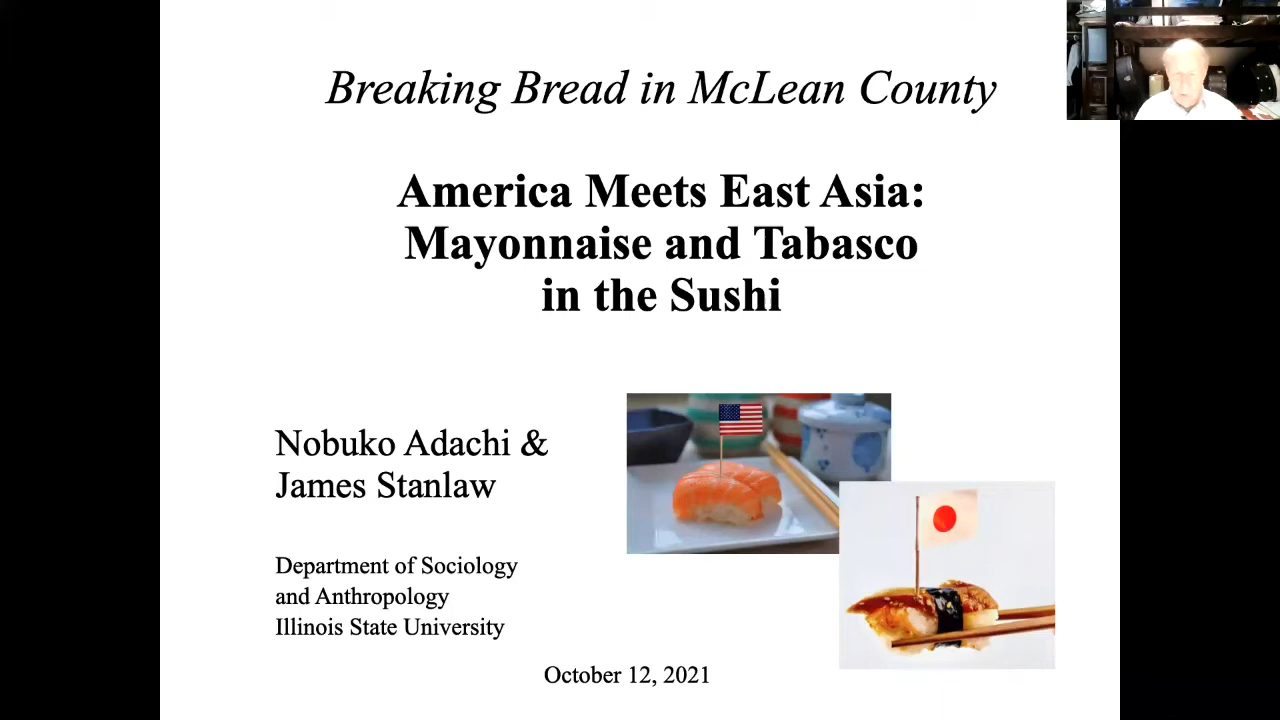 Breaking Bread in McLean County
America Meets East Asia:
Mayonnaise and Tabasco
in the Sushi
Nobuko Adachi &
James Stanlaw
Department of Sociology
and Anthropology
Illinois State University
October 12, 2021